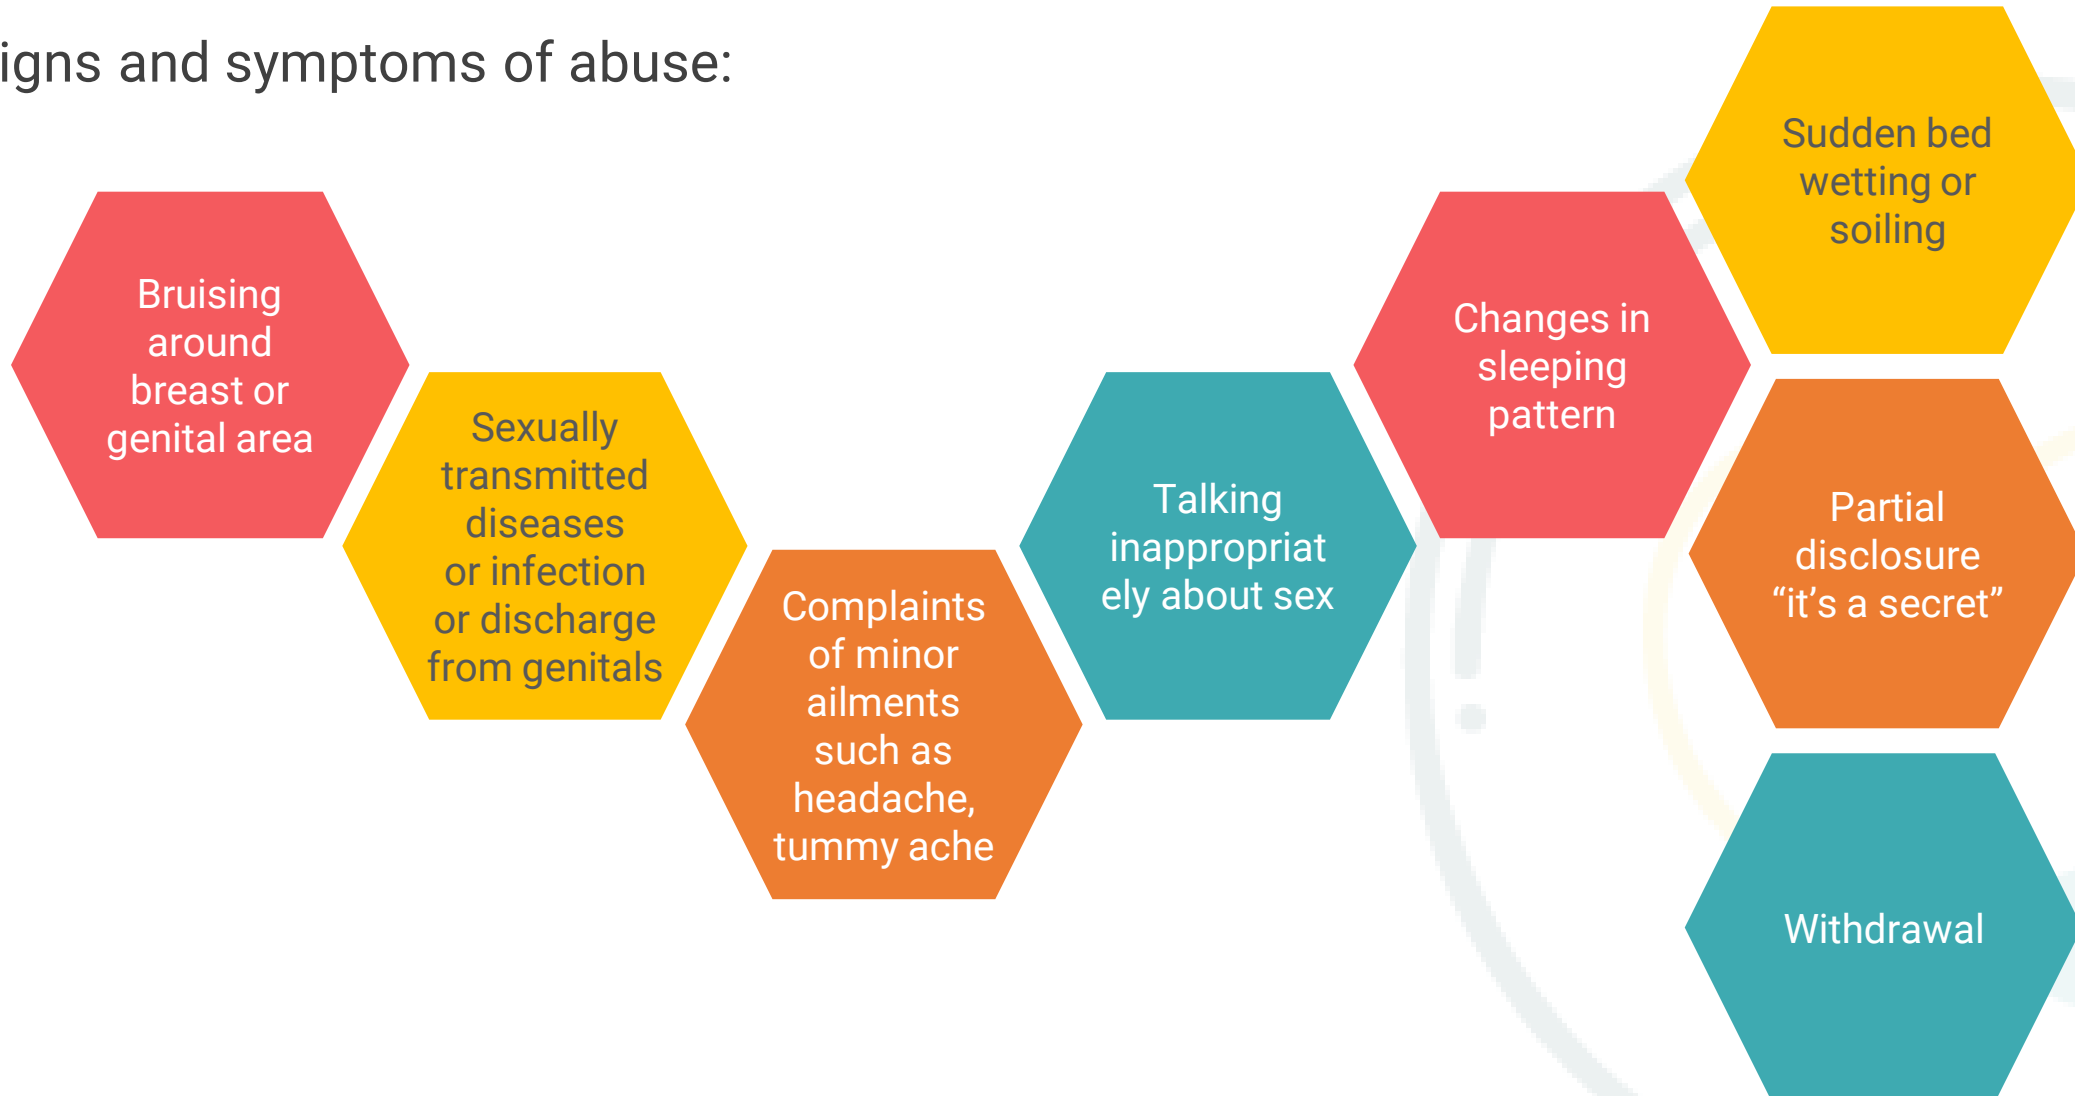 igns and symptoms of abuse:
Bruising
around
breast or
genital area
Sexually
transmitted
diseases
or infection
or discharge
from genitals
Complaints
of minor
ailments
such as
headache,
tummy ache
Talking
inappropriat
ely about sex
Changes in
sleeping
pattern
Sudden bed
wetting or
soiling
Partial
disclosure
“it’s a secret”
Withdrawal